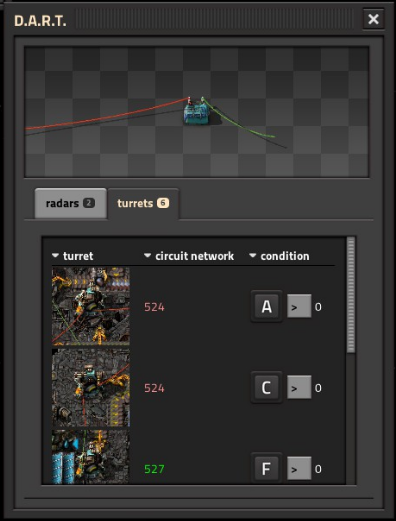 D.A.R.T.
radars 2 turrets 6
turret circuit network condition
524 A > 0
524 C > 0
527 F > 0